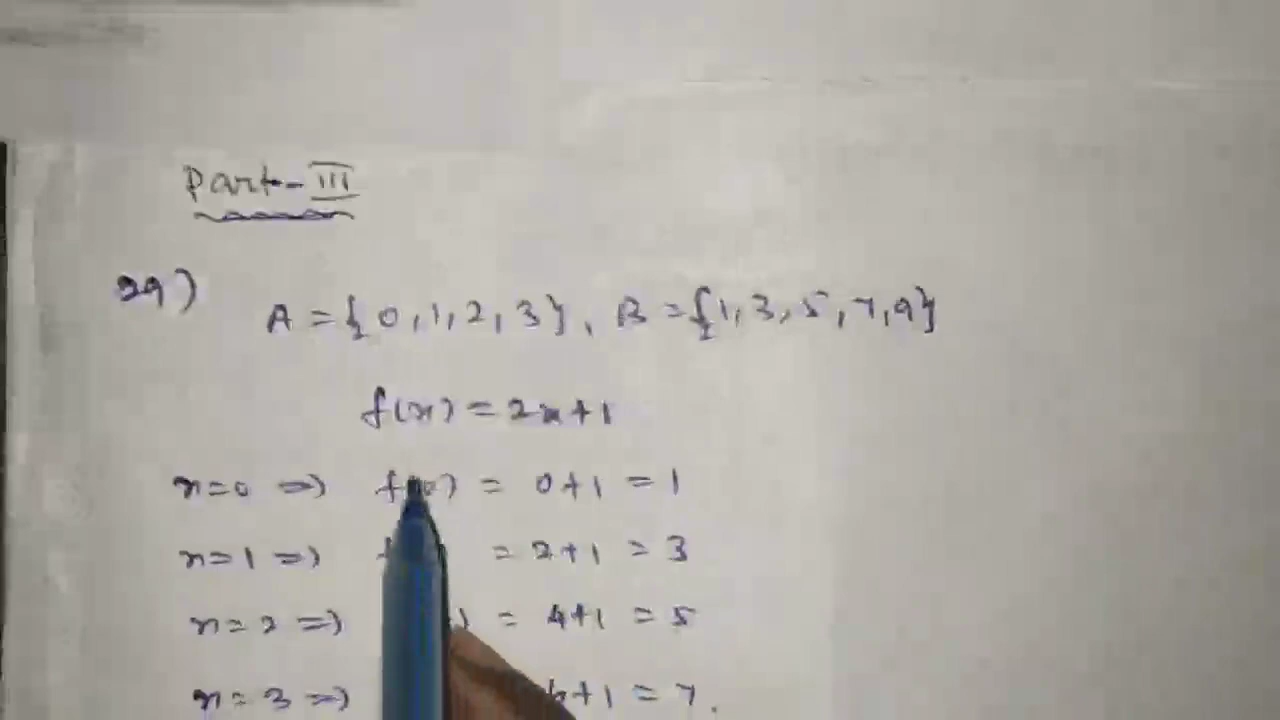 Part-III
29)
A = {0, 1, 2, 3}, B = {1, 3, 5, 7, 9}
f(x) = 2x+1
x=0 => f(0) = 0+1 = 1
x=1 => = 2+1 = 3
x=2 => ) = 4+1 = 5
x=3 => 6+1 = 7.